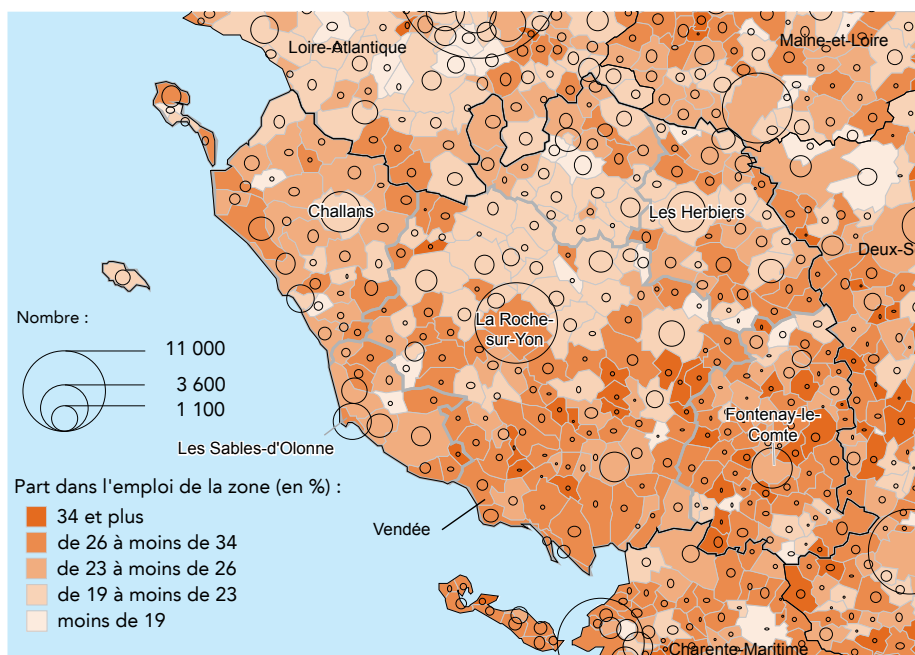 Loire-Atlantique
Maine-et-Loire
Challans
Les Herbiers
Deux-S
Nombre :
11 000
3 600
1 100
La Roche-
sur-Yon
Fontenay-le-
Comte
Les Sables-d'Olonne
Part dans l'emploi de la zone (en %) :
34 et plus
de 26 à moins de 34
de 23 à moins de 26
de 19 à moins de 23
moins de 19
Vendée
Charente-Maritime